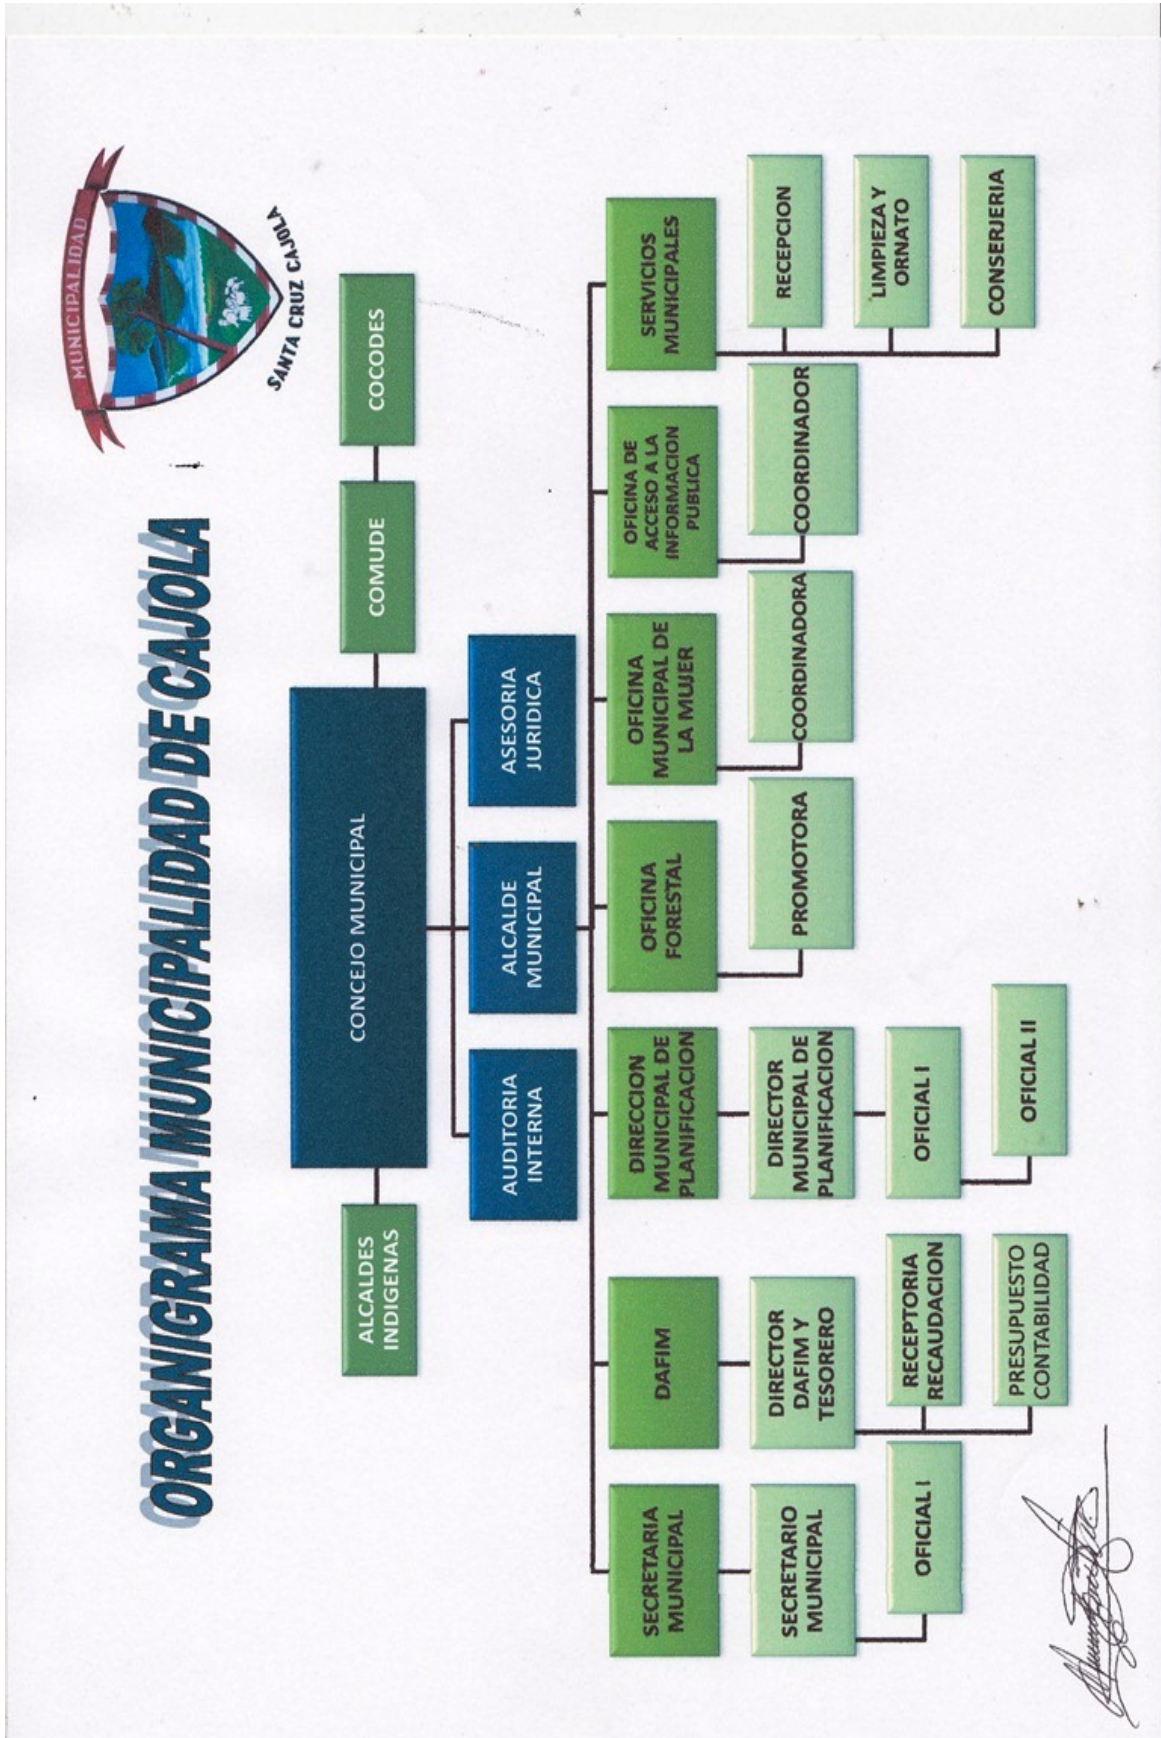 ORGANIGRAMA MUNICIPALIDAD DE CAJOLA
MUNICIPALIDAD
SANTA CRUZ CAJOLA
ALCALDES
INDIGENAS
CONCEJO MUNICIPAL
COMUDE
COCODES
AUDITORIA
INTERNA
ALCALDE
MUNICIPAL
ASESORIA
JURIDICA
SECRETARIA
MUNICIPAL
SECRETARIO
MUNICIPAL
OFICIAL I
DAFIM
DIRECTOR
DAFIM Y
TESORERO
RECEPTORIA
RECAUDACION
PRESUPUESTO
CONTABILIDAD
DIRECCION
MUNICIPAL DE
PLANIFICACION
DIRECTOR
MUNICIPAL DE
PLANIFICACION
OFICIAL I
OFICIAL II
OFICINA
FORESTAL
PROMOTORA
OFICINA
MUNICIPAL DE
LA MUJER
COORDINADORA
OFICINA DE
ACCESO A LA
INFORMACION
PUBLICA
COORDINADOR
SERVICIOS
MUNICIPALES
RECEPCION
LIMPIEZA Y
ORNATO
CONSERJERIA